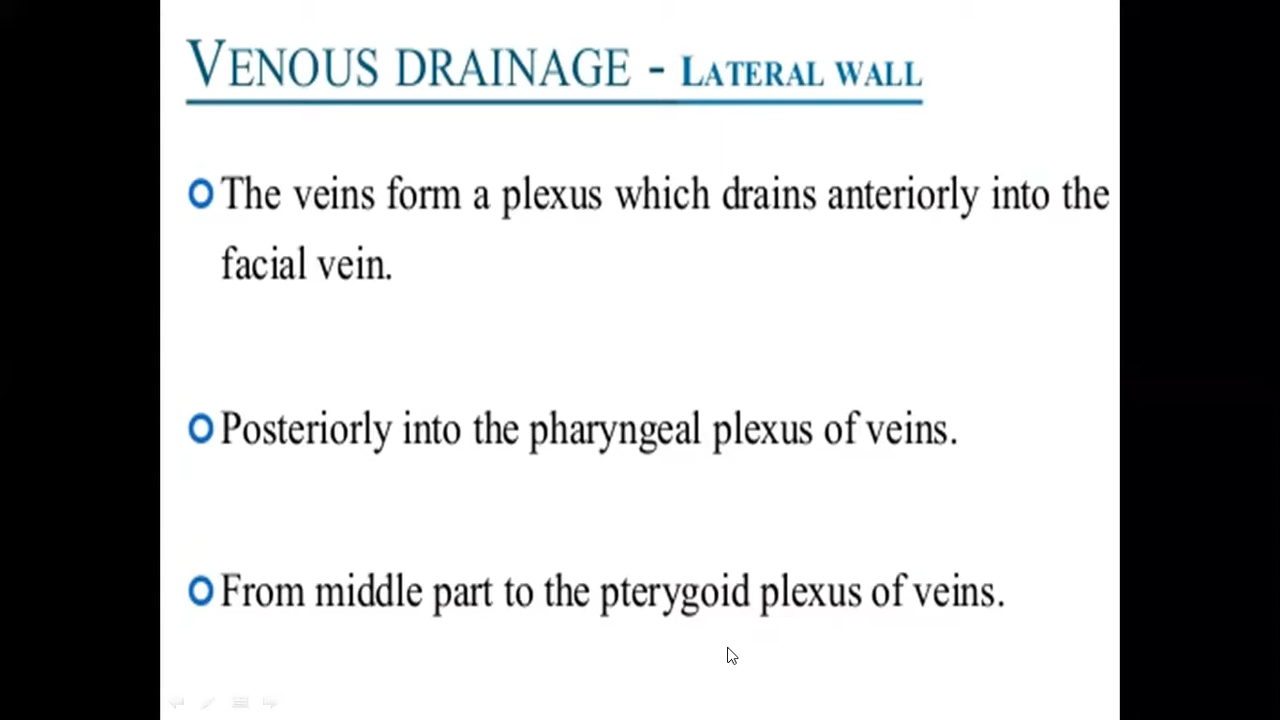 VENOUS DRAINAGE - LATERAL WALL
The veins form a plexus which drains anteriorly into the
facial vein.
Posteriorly into the pharyngeal plexus of veins.
From middle part to the pterygoid plexus of veins.